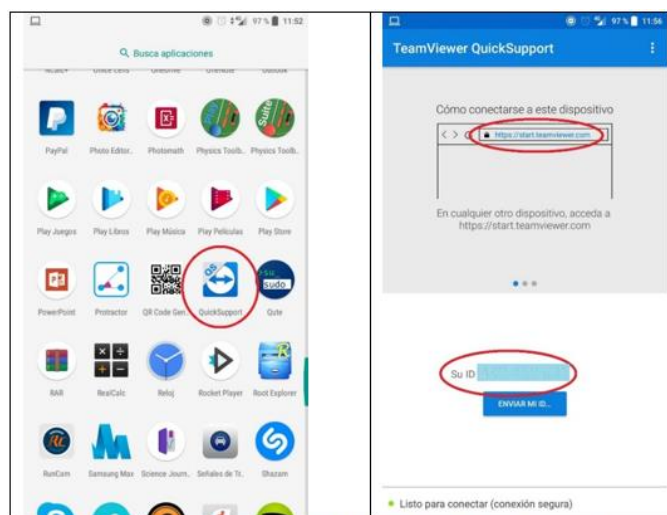 97 % 11:52
Busca aplicaciones
PayPal Photo Editor.. Photomath Physics Toolb.. Physics Toolb..
Play Juegos Play Libros Play Música Play Películas Play Store
QS
su
sudo
PowerPoint Protractor QR Code Gen.. QuickSupport Qute
RAR RealCalc Reloj Rocket Player Root Explorer
RunCam Samsung Max Science Journ.. Señales de Tr.. Shazam
97 % 11:56
TeamViewer QuickSupport
Cómo conectarse a este dispositivo
https://start.teamviewer.com
En cualquier otro dispositivo, acceda a
https://start.teamviewer.com
Su ID
ENVIAR MI ID...
Listo para conectar (conexión segura)